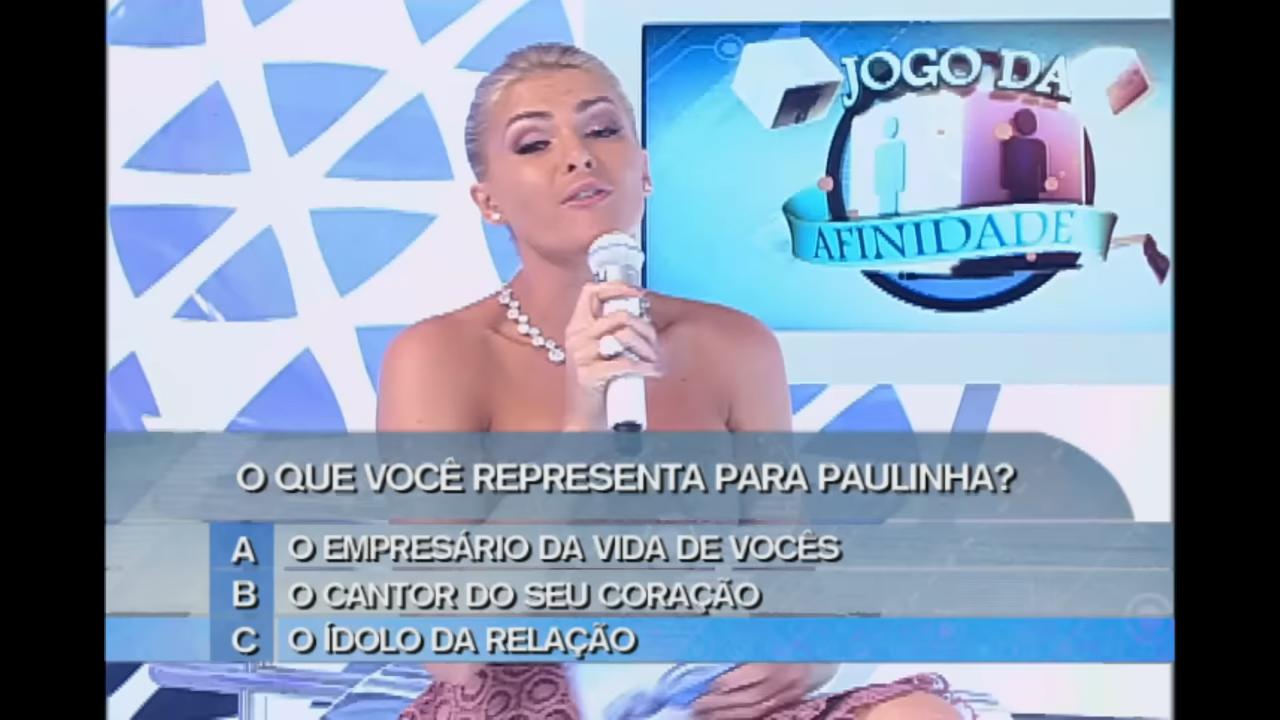 JOGO DA
AFINIDADE
O QUE VOCÊ REPRESENTA PARA PAULINHA?
A O EMPRESÁRIO DA VIDA DE VOCÊS
B O CANTOR DO SEU CORAÇÃO
C O ÍDOLO DA RELAÇÃO